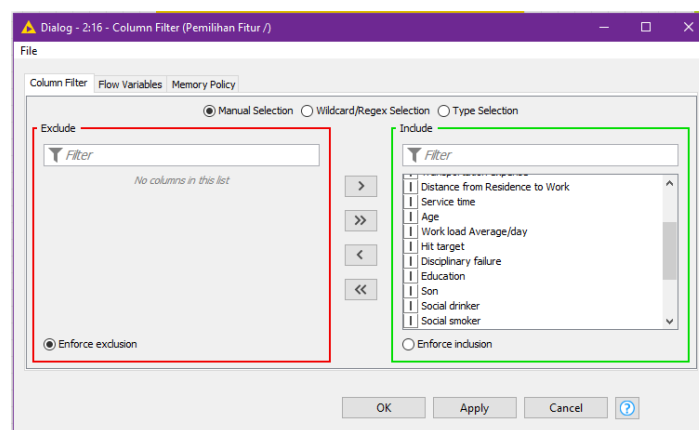 Dialog - 2:16 - Column Filter (Pemilihan Fitur /)
File
Column Filter Flow Variables Memory Policy
Manual Selection Wildcard/Regex Selection Type Selection
Exclude
Filter
No columns in this list
Enforce exclusion
>
>>
<
<<
Include
Filter
Transportation expense
I Distance from Residence to Work
I Service time
I Age
I Work load Average/day
I Hit target
I Disciplinary failure
I Education
I Son
I Social drinker
I Social smoker
Enforce inclusion
OK Apply Cancel ?